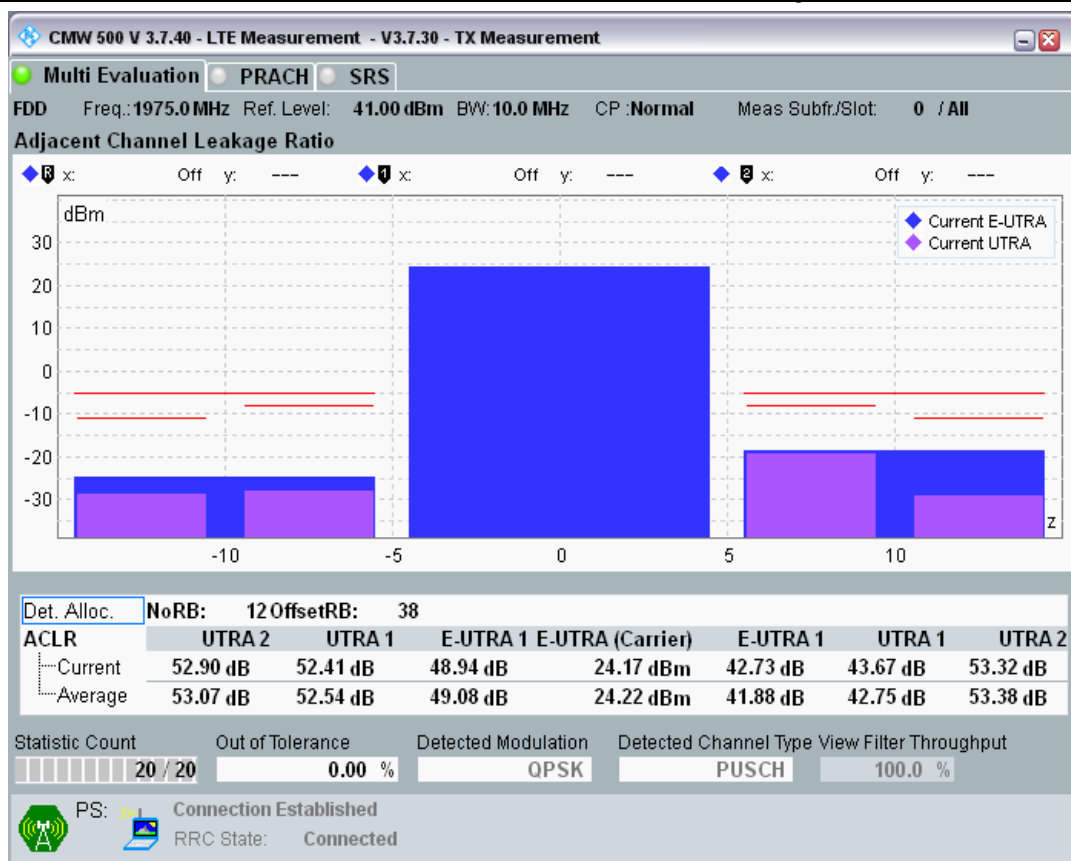 CMW 500 V 3.7.40 - LTE Measurement - V3.7.30 - TX Measurement
Multi Evaluation PRACH SRS
FDD Freq.: 1975.0 MHz Ref. Level: 41.00 dBm BW: 10.0 MHz CP :Normal Meas Subfr./Slot: 0 / All
Adjacent Channel Leakage Ratio
R x: Off y: --- 1 x: Off y: --- 2 x: Off y: ---
dBm
Current E-UTRA
Current UTRA
30
20
10
0
-10
-20
-30
z
-10 -5 0 5 10
Det. Alloc. NoRB: 12 OffsetRB: 38
ACLR UTRA 2 UTRA 1 E-UTRA 1 E-UTRA (Carrier) E-UTRA 1 UTRA 1 UTRA 2
Current 52.90 dB 52.41 dB 48.94 dB 24.17 dBm 42.73 dB 43.67 dB 53.32 dB
Average 53.07 dB 52.54 dB 49.08 dB 24.22 dBm 41.88 dB 42.75 dB 53.38 dB
Statistic Count Out of Tolerance Detected Modulation Detected Channel Type View Filter Throughput
20 / 20 0.00 % QPSK PUSCH 100.0 %
PS: Connection Established
RRC State: Connected